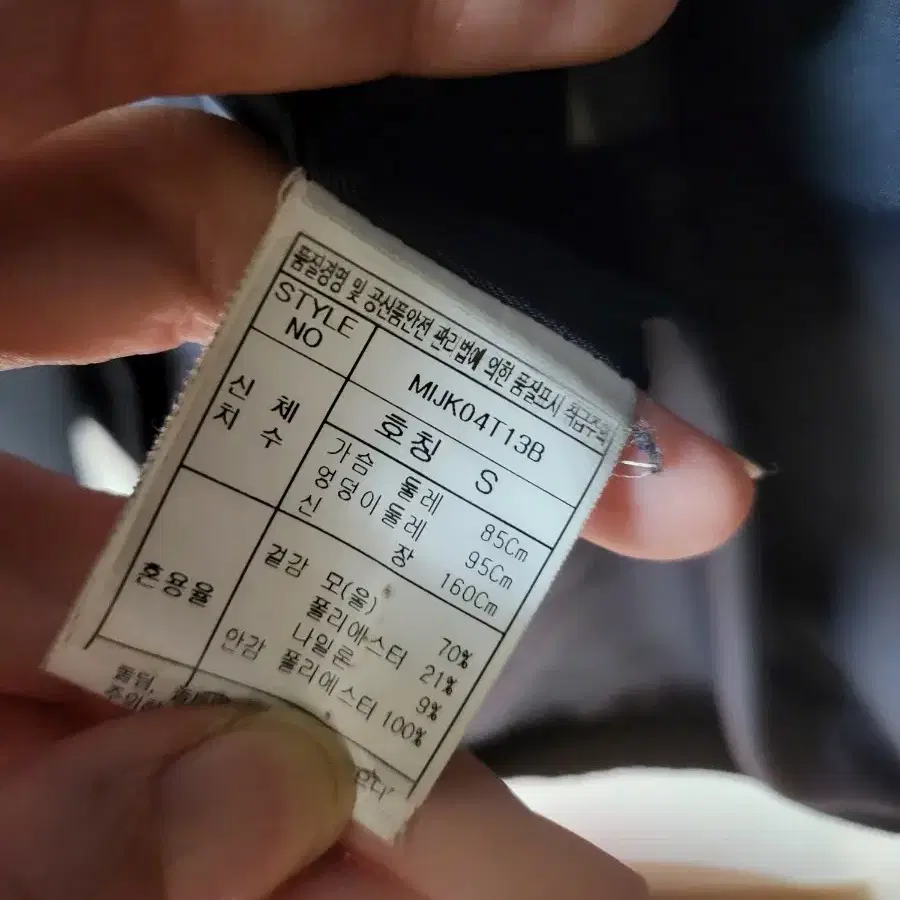 품질경영 및 공산품안전 관리법에 의한 품질표시
STYLE NO MIJK04T13B
신체 치수 호칭 S
가슴 둘레 85Cm
엉덩이둘레 95Cm
신 장 160Cm
혼용율 겉감 모(울) 70%
폴리에스터 21%
나일론 9%
안감 폴리에스터 100%